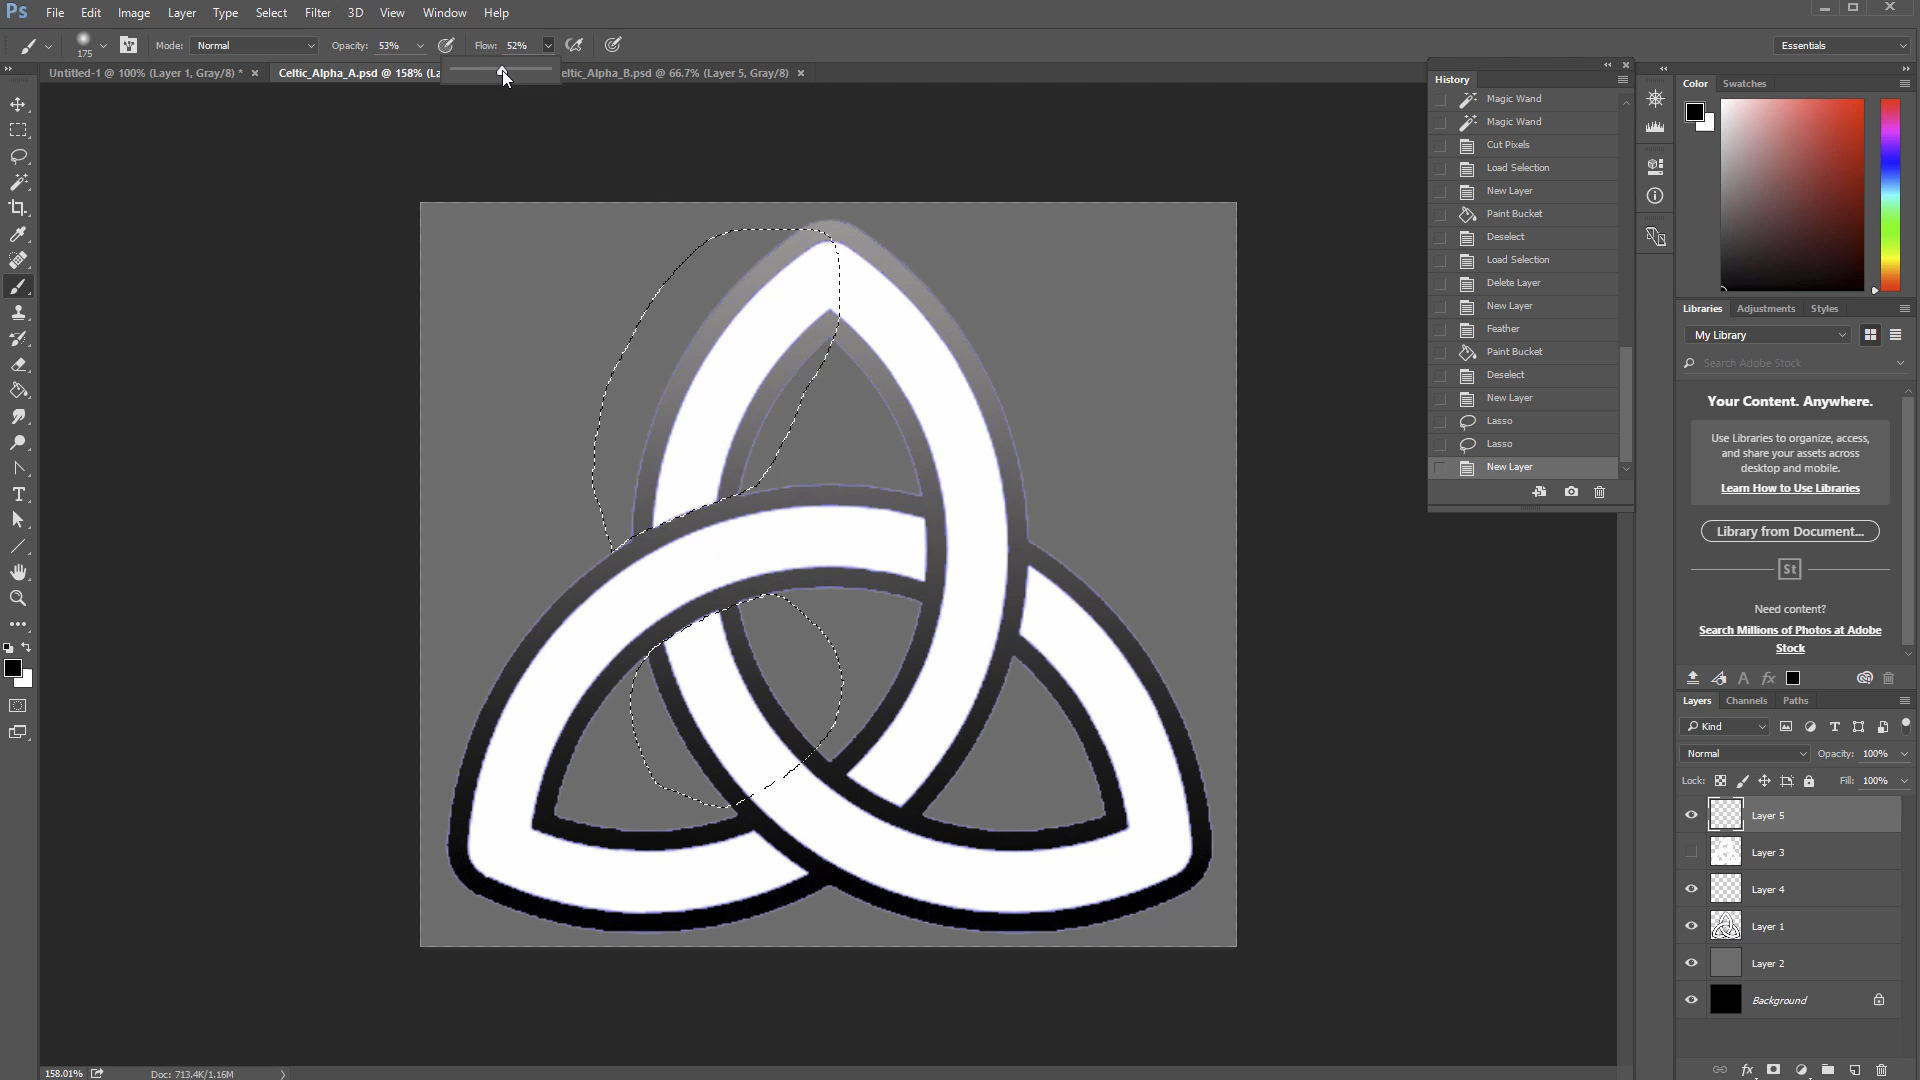 Ps File Edit Image Layer Type Select Filter 3D View Window Help
175 Mode: Normal Opacity: 53% Flow: 52% Essentials
Untitled-1 @ 100% (Layer 1, Gray/8) * × Celtic_Alpha_A.psd @ 158% (La eltic_Alpha_B.psd @ 66.7% (Layer 5, Gray/8) ×
History
Magic Wand
Magic Wand
Cut Pixels
Load Selection
New Layer
Paint Bucket
Deselect
Load Selection
Delete Layer
New Layer
Feather
Paint Bucket
Deselect
New Layer
Lasso
Lasso
New Layer
Color Swatches
Libraries Adjustments Styles
My Library
Search Adobe Stock
Your Content. Anywhere.
Use Libraries to organize, access,
and share your assets across
desktop and mobile.
Learn How to Use Libraries
Library from Document...
St
Need content?
Search Millions of Photos at Adobe
Stock
A fx
Layers Channels Paths
Kind T
Normal Opacity: 100%
Lock: Fill: 100%
Layer 5
Layer 3
Layer 4
Layer 1
Layer 2
Background
fx
158.01% Doc: 713.4K/1.16M